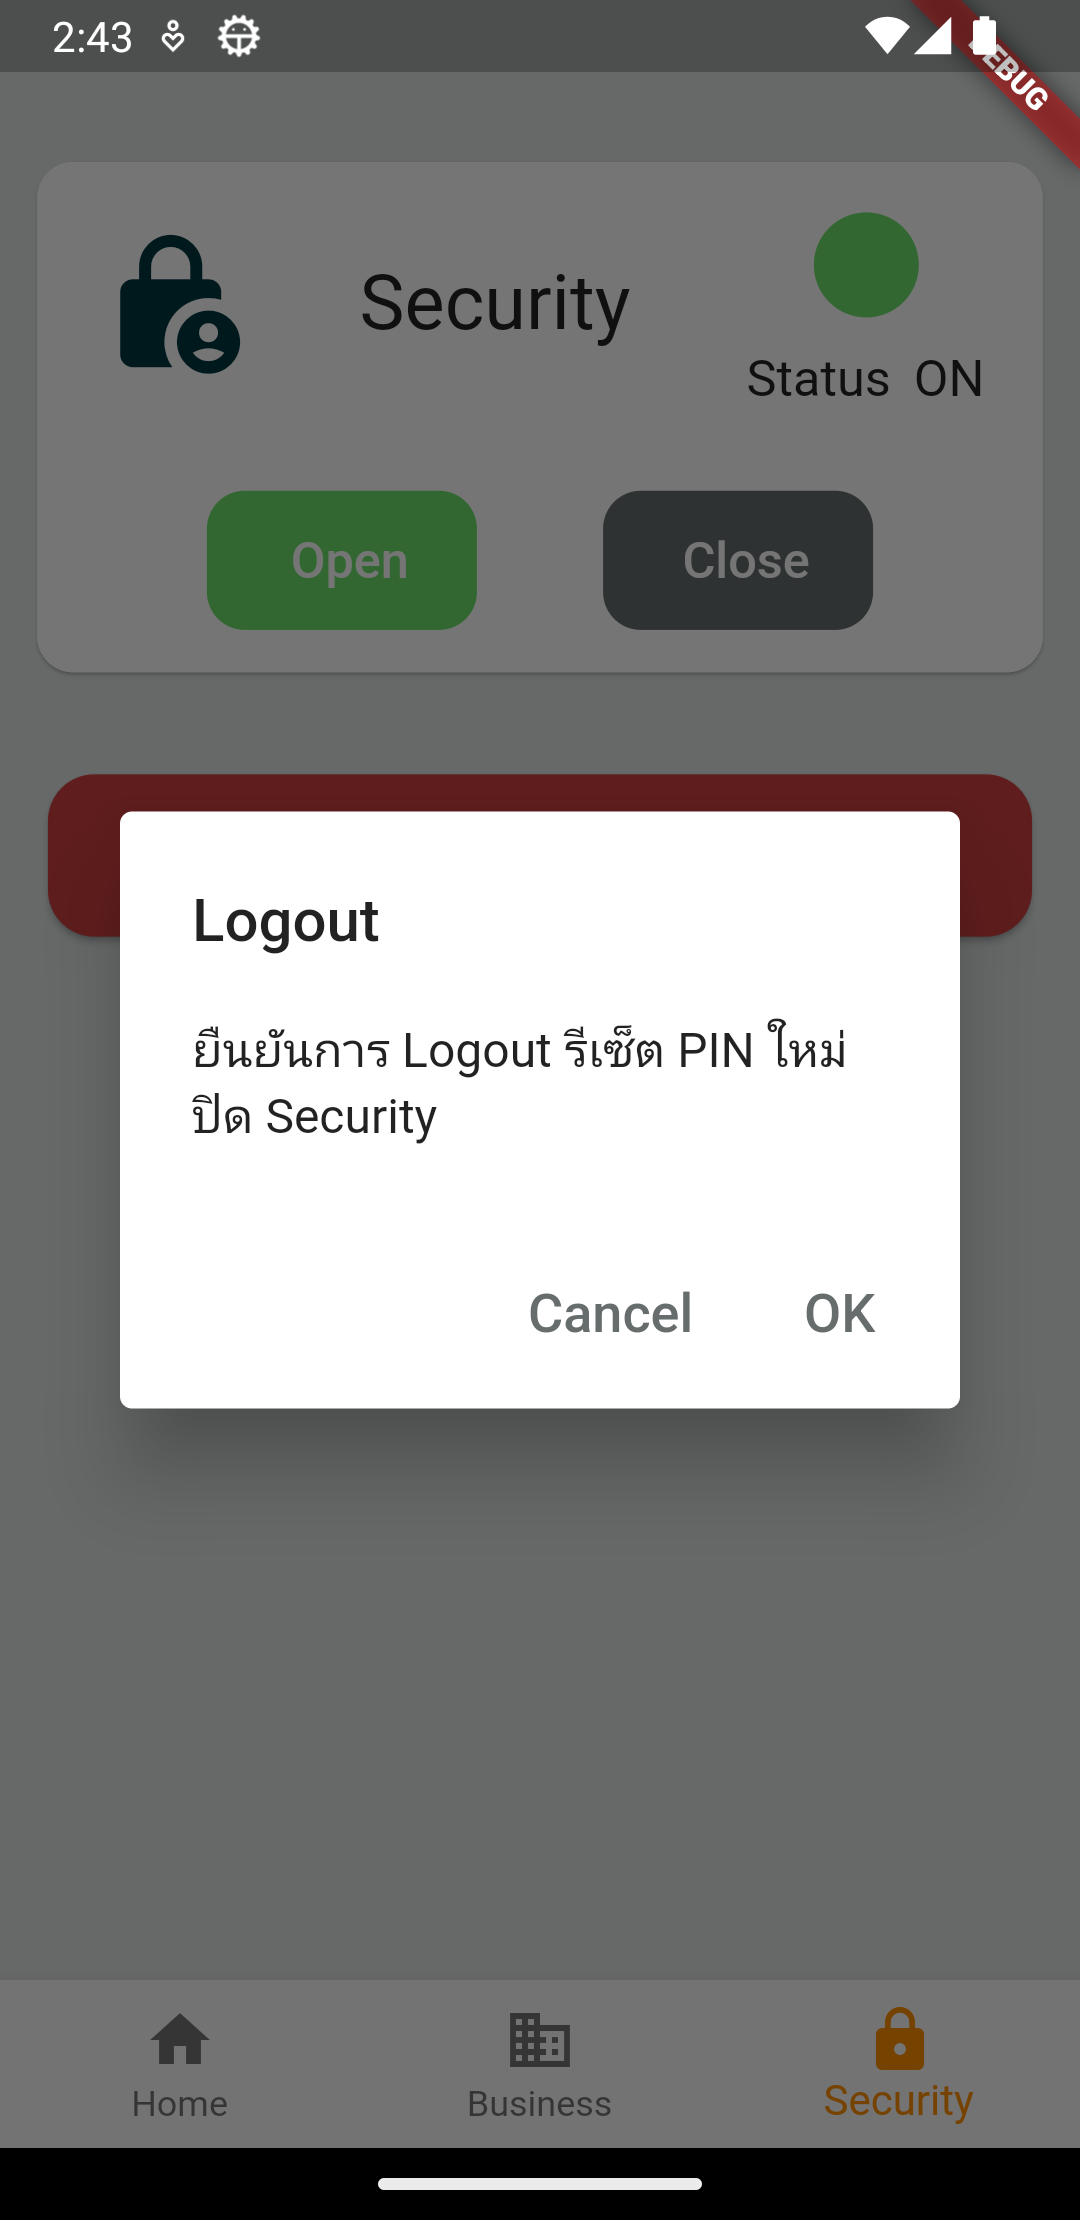 2:43
DEBUG
Security
Status ON
Open
Close
Logout
ยืนยันการ Logout รีเซ็ต PIN ใหม่
ปิด Security
Cancel
OK
Home
Business
Security